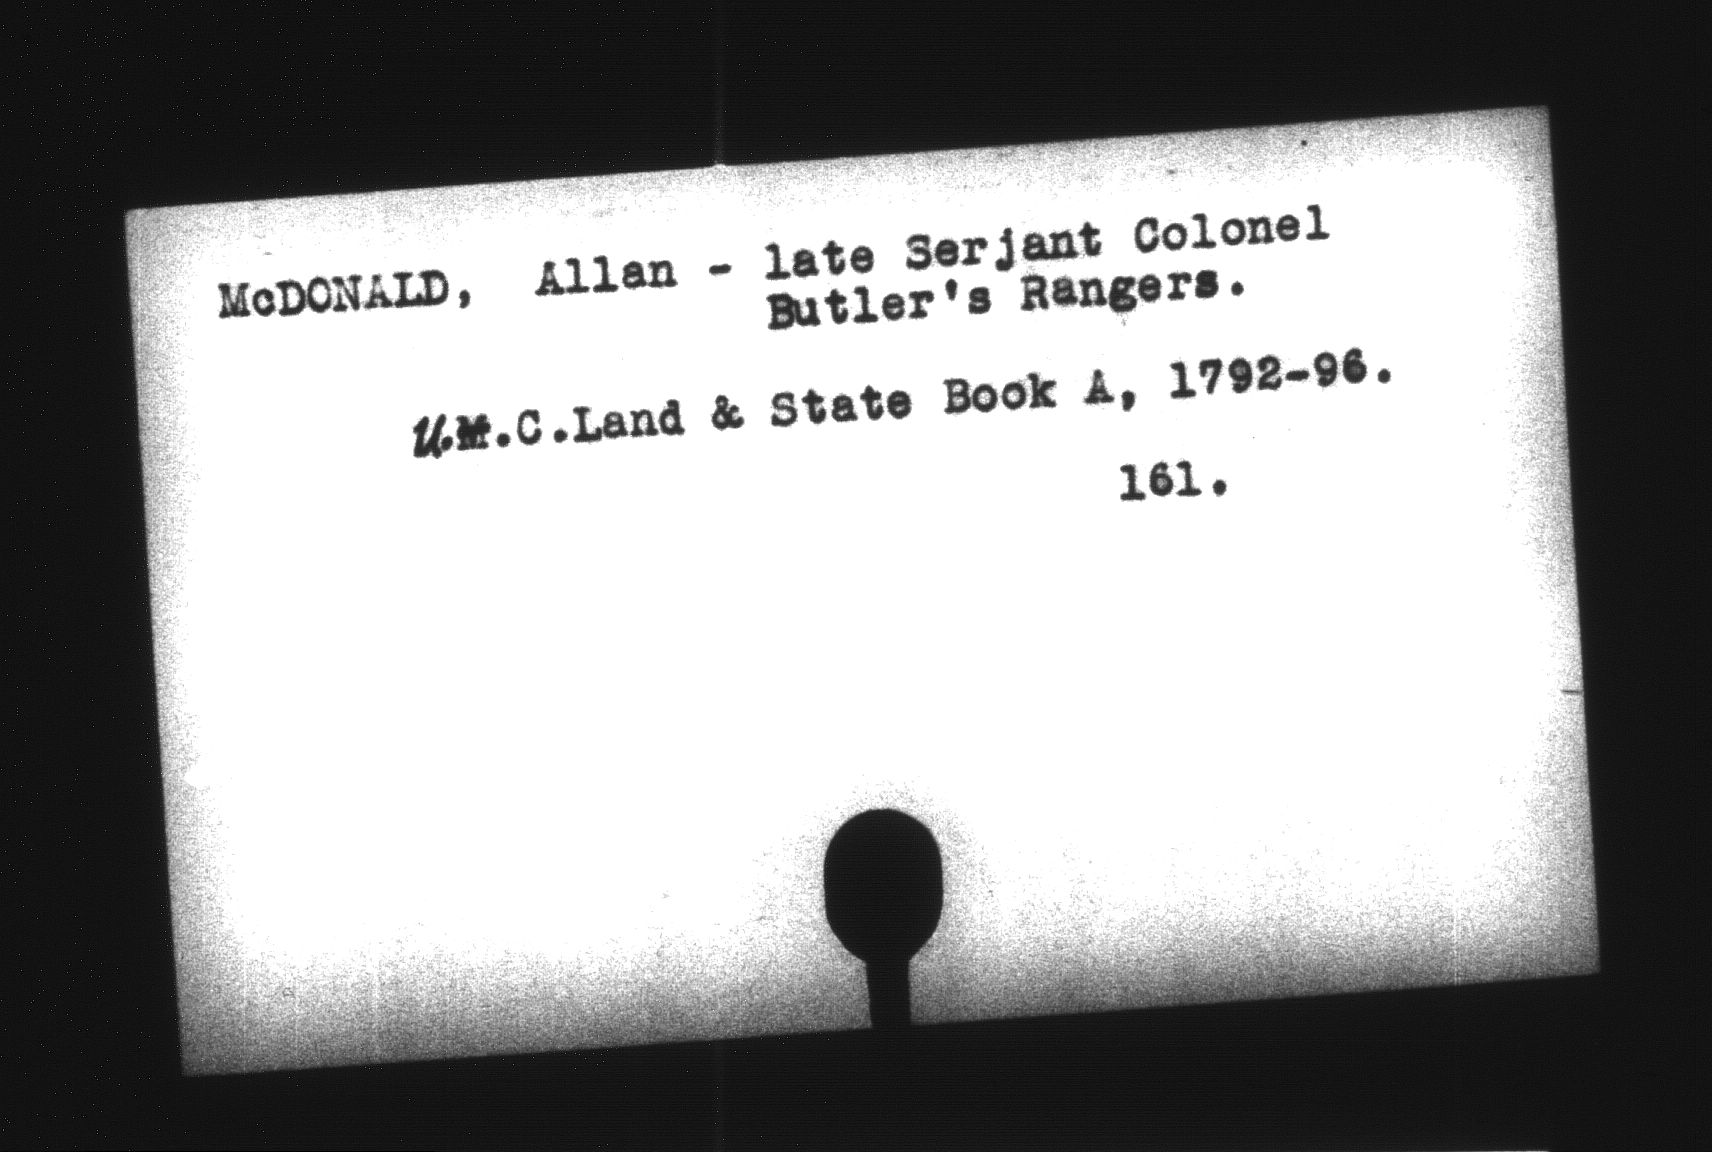 McDONALD, Allan - late Serjant Colonel
Butler's Rangers.
U.C.Land & State Book A, 1792-96.
161.